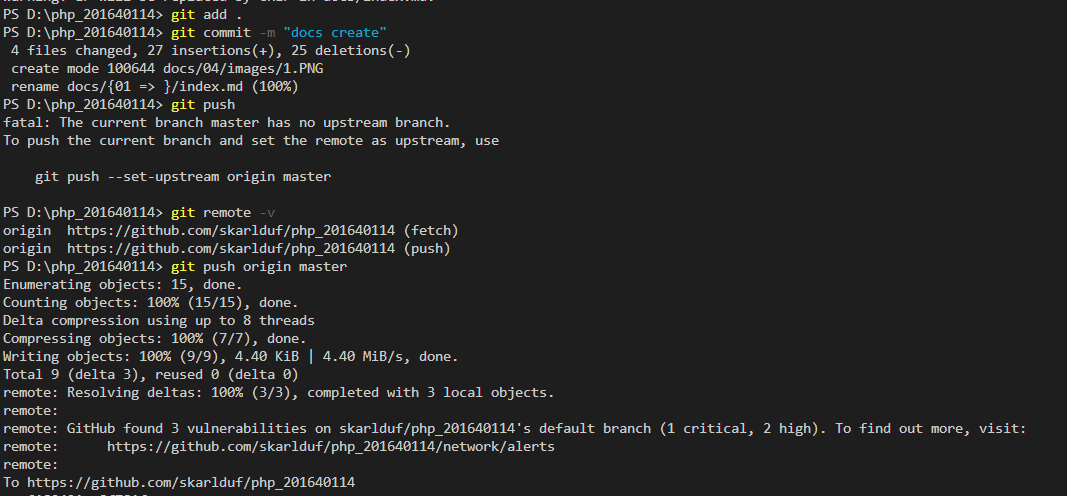 PS D:\php_201640114> git add .
PS D:\php_201640114> git commit -m "docs create"
 4 files changed, 27 insertions(+), 25 deletions(-)
 create mode 100644 docs/04/images/1.PNG
 rename docs/{01 => }/index.md (100%)
PS D:\php_201640114> git push
fatal: The current branch master has no upstream branch.
To push the current branch and set the remote as upstream, use

    git push --set-upstream origin master

PS D:\php_201640114> git remote -v
origin  https://github.com/skarlduf/php_201640114 (fetch)
origin  https://github.com/skarlduf/php_201640114 (push)
PS D:\php_201640114> git push origin master
Enumerating objects: 15, done.
Counting objects: 100% (15/15), done.
Delta compression using up to 8 threads
Compressing objects: 100% (7/7), done.
Writing objects: 100% (9/9), 4.40 KiB | 4.40 MiB/s, done.
Total 9 (delta 3), reused 0 (delta 0)
remote: Resolving deltas: 100% (3/3), completed with 3 local objects.
remote:
remote: GitHub found 3 vulnerabilities on skarlduf/php_201640114's default branch (1 critical, 2 high). To find out more, visit:
remote:      https://github.com/skarlduf/php_201640114/network/alerts
remote:
To https://github.com/skarlduf/php_201640114